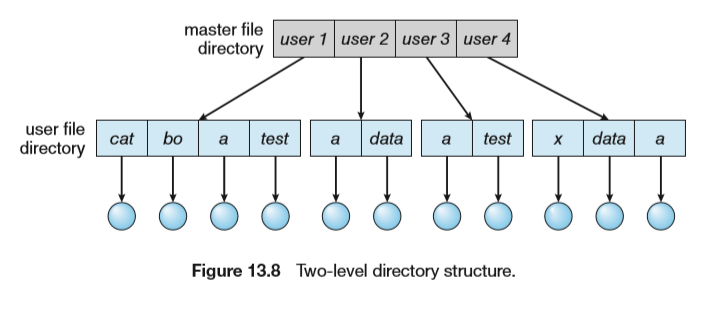 master file
directory
user 1 user 2 user 3 user 4
user file
directory
cat bo a test a data a test x data a
Figure 13.8 Two-level directory structure.